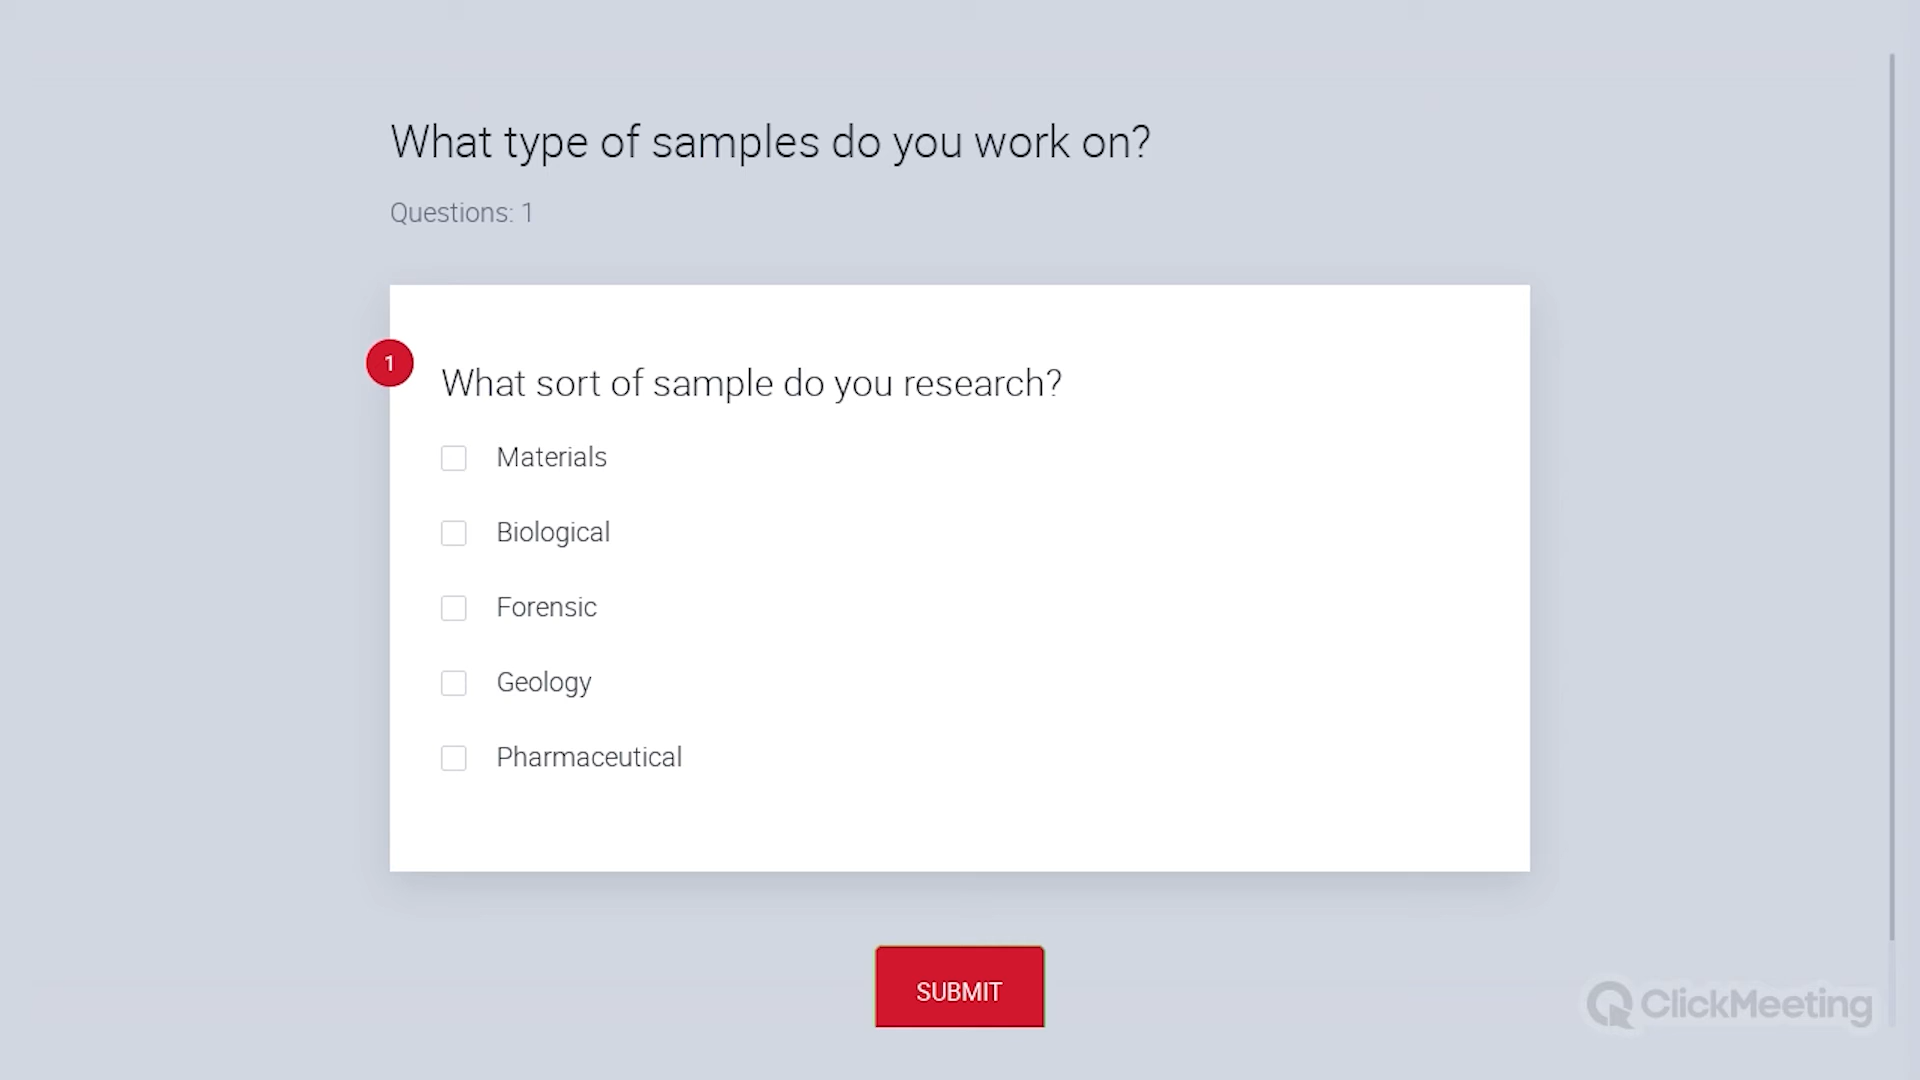 What type of samples do you work on?
Questions: 1
1
What sort of sample do you research?
Materials
Biological
Forensic
Geology
Pharmaceutical
SUBMIT
ClickMeeting